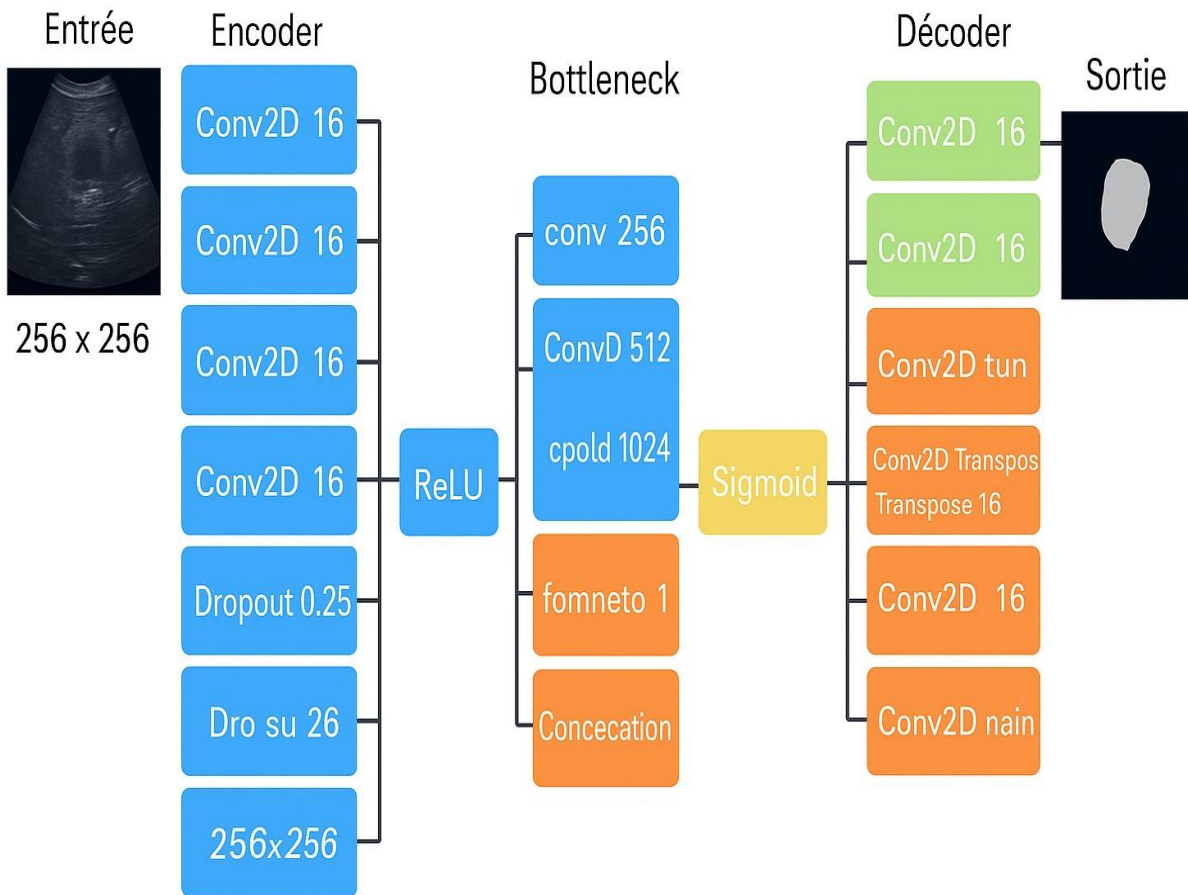 Entrée
256 x 256
Encoder
Conv2D 16
Conv2D 16
Conv2D 16
Conv2D 16
Dropout 0.25
Dro su 26
256x256
ReLU
Bottleneck
conv 256
ConvD 512
cpold 1024
fomneto 1
Concecation
Sigmoid
Décoder
Conv2D 16
Conv2D 16
Conv2D tun
Conv2D Transpos
Transpose 16
Conv2D 16
Conv2D nain
Sortie